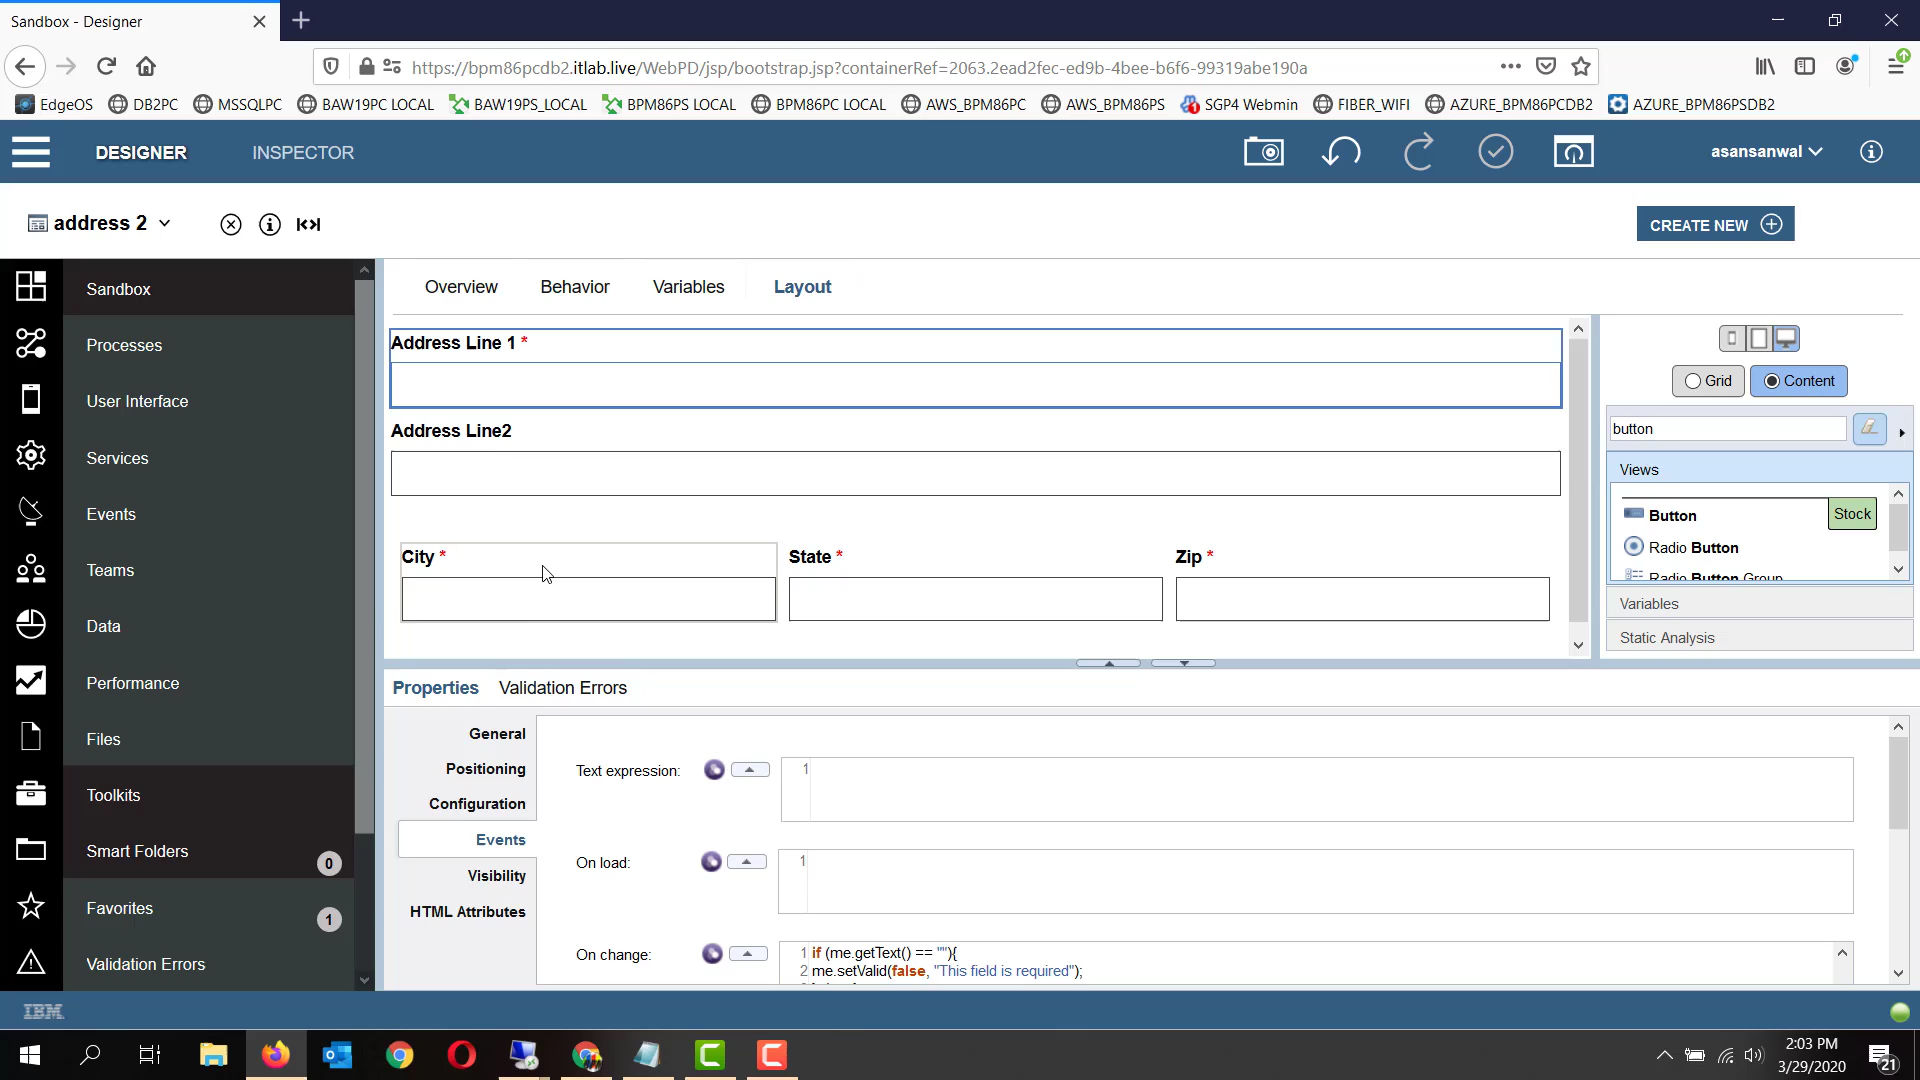 Sandbox - Designer
https://bpm86pcdb2.itlab.live/WebPD/jsp/bootstrap.jsp?containerRef=2063.2ead2fec-ed9b-4bee-b6f6-99319abe190a
EdgeOS DB2PC MSSQLPC BAW19PC LOCAL BAW19PS_LOCAL BPM86PS LOCAL BPM86PC LOCAL AWS_BPM86PC AWS_BPM86PS SGP4 Webmin FIBER_WIFI AZURE_BPM86PCDB2 AZURE_BPM86PSDB2
DESIGNER INSPECTOR asansanwal
address 2 CREATE NEW
Sandbox
Processes
User Interface
Services
Events
Teams
Data
Performance
Files
Toolkits
Smart Folders 0
Favorites 1
Validation Errors
Overview Behavior Variables Layout
Address Line 1 *
Address Line2
City * State * Zip *
Grid Content
button
Views
Button Stock
Radio Button
Radio Button Group
Variables
Static Analysis
Properties Validation Errors
General
Positioning
Configuration
Events
Visibility
HTML Attributes
Text expression: 1
On load: 1
On change: 1 if (me.getText() == ""){
2 me.setValid(false, "This field is required");
IBM
2:03 PM
3/29/2020
21